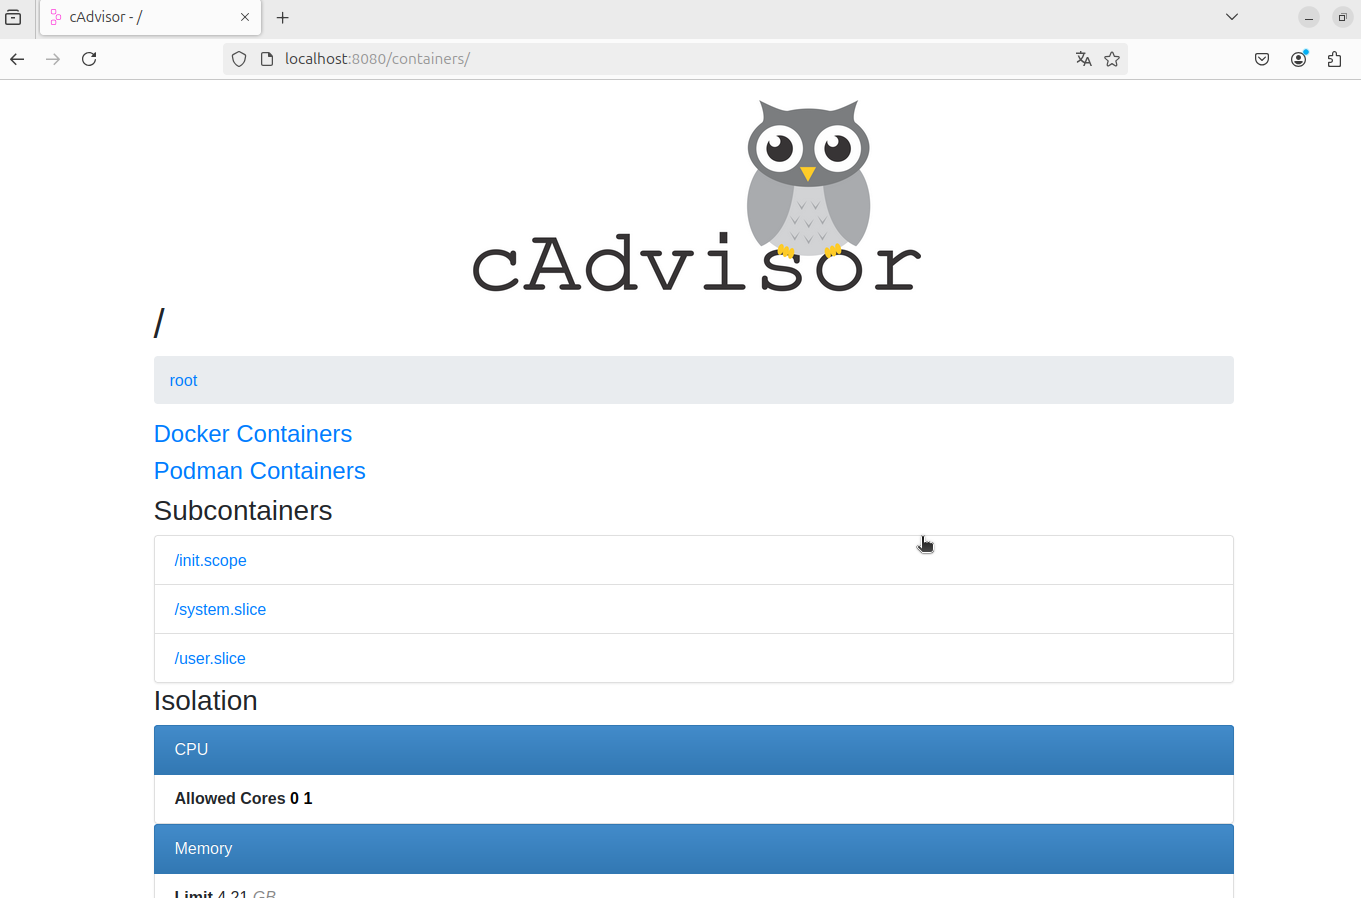 cAdvisor - /
localhost:8080/containers/
cAdvisor
/
root
Docker Containers
Podman Containers
Subcontainers
/init.scope
/system.slice
/user.slice
Isolation
CPU
Allowed Cores 0 1
Memory
Limit 4.21 GB